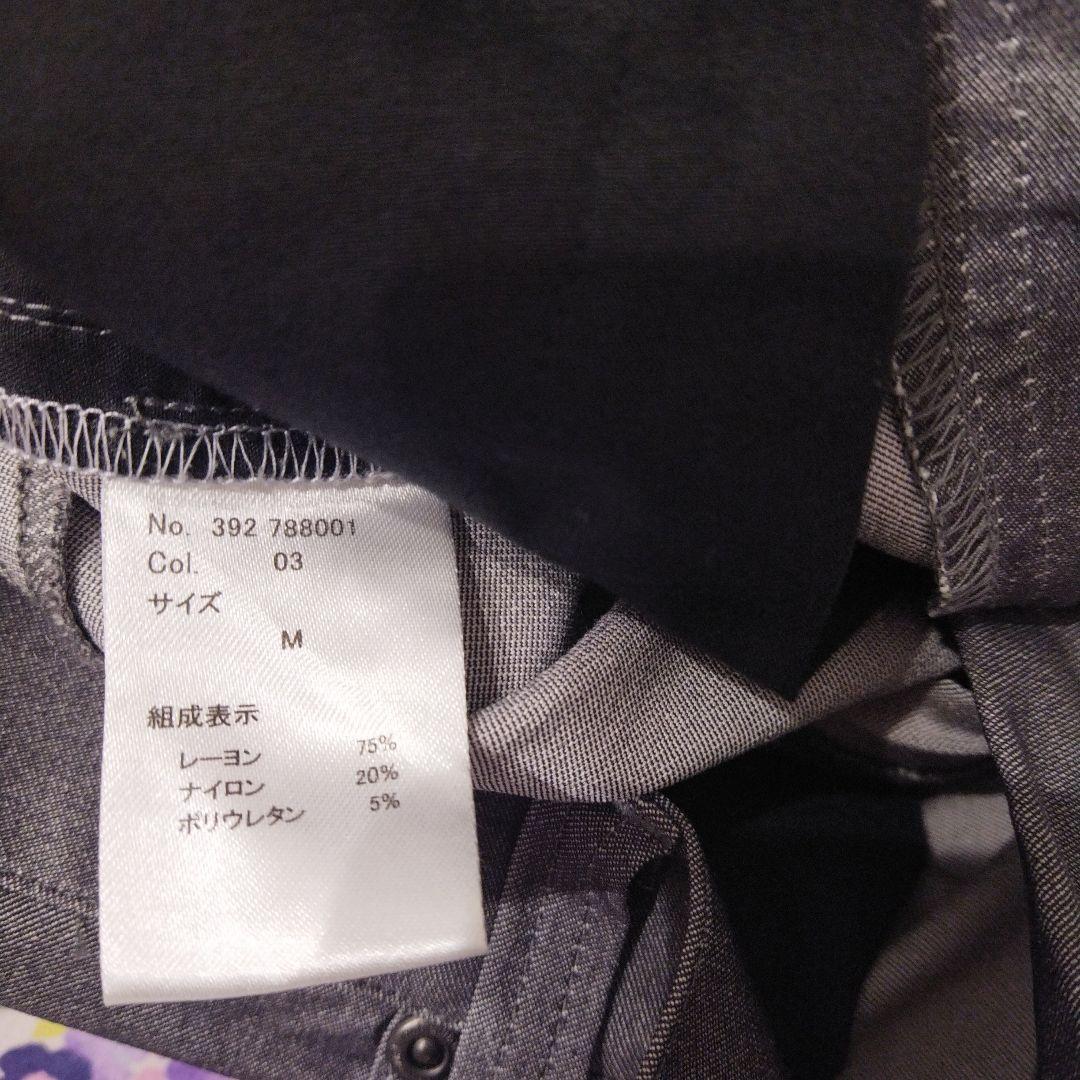 No. 392 788001
Col. 03
サイズ
M
組成表示
レーヨン 75%
ナイロン 20%
ポリウレタン 5%